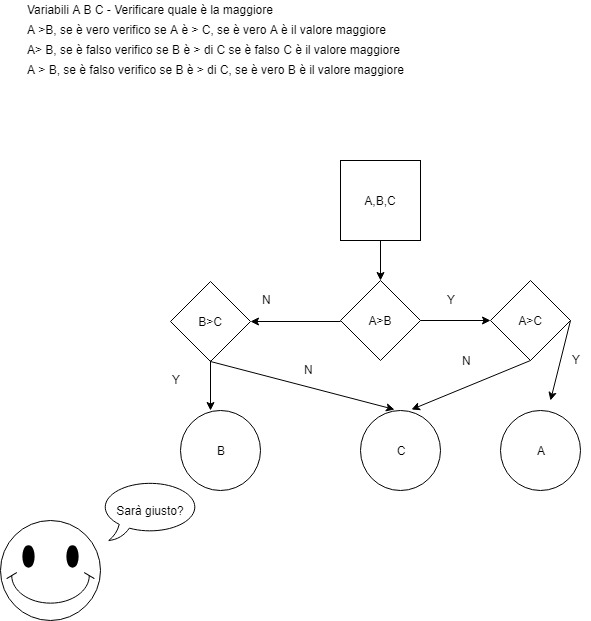 Variabili A B C - Verificare quale è la maggiore
A >B, se è vero verifico se A è > C, se è vero A è il valore maggiore
A> B, se è falso verifico se B è > di C se è falso C è il valore maggiore
A > B, se è falso verifico se B è > di C, se è vero B è il valore maggiore
A,B,C
N
Y
B>C
A>B
A>C
Y
N
N
Y
B
C
A
Sarà giusto?